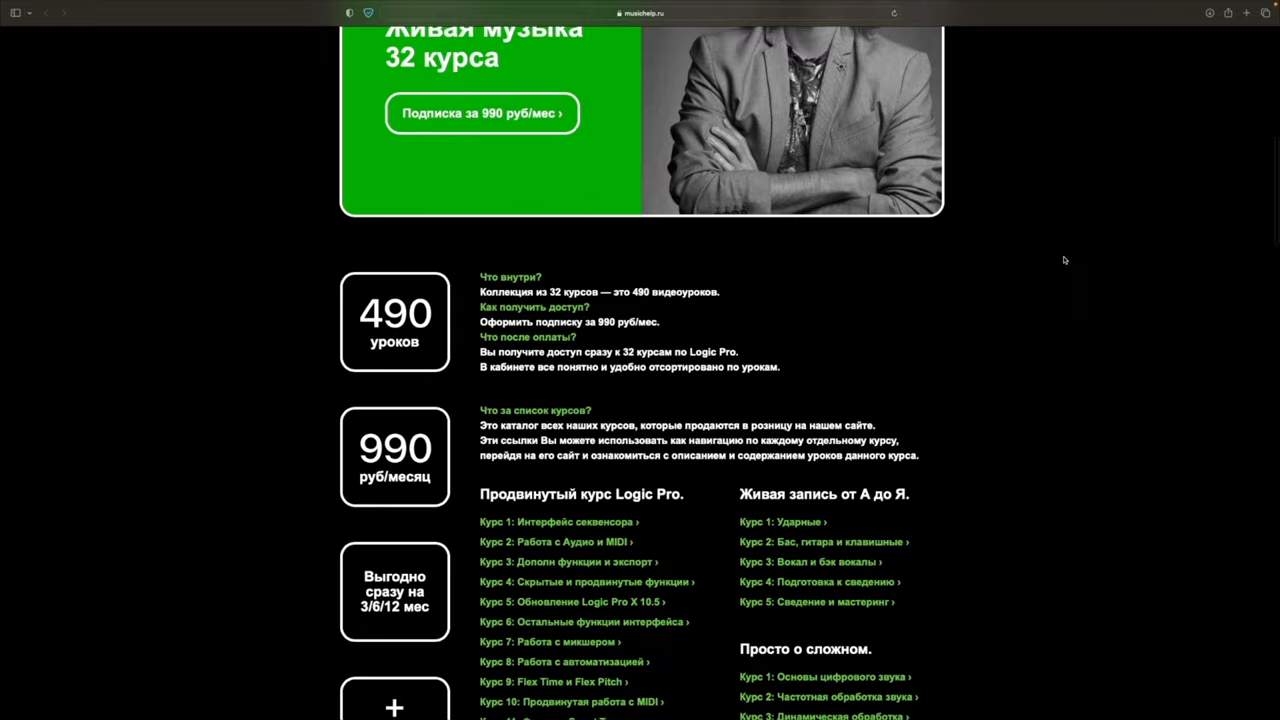 musichelp.ru
Живая музыка
32 курса
Подписка за 990 руб/мес ›
490
уроков
Что внутри?
Коллекция из 32 курсов — это 490 видеоуроков.
Как получить доступ?
Оформить подписку за 990 руб/мес.
Что после оплаты?
Вы получите доступ сразу к 32 курсам по Logic Pro.
В кабинете все понятно и удобно отсортировано по урокам.
990
руб/месяц
Что за список курсов?
Это каталог всех наших курсов, которые продаются в розницу на нашем сайте.
Эти ссылки Вы можете использовать как навигацию по каждому отдельному курсу,
перейдя на его сайт и ознакомиться с описанием и содержанием уроков данного курса.
Выгодно
сразу на
3/6/12 мес
+
Продвинутый курс Logic Pro.
Курс 1: Интерфейс секвенсора ›
Курс 2: Работа с Аудио и MIDI ›
Курс 3: Дополн функции и экспорт ›
Курс 4: Скрытые и продвинутые функции ›
Курс 5: Обновление Logic Pro X 10.5 ›
Курс 6: Остальные функции интерфейса ›
Курс 7: Работа с микшером ›
Курс 8: Работа с автоматизацией ›
Курс 9: Flex Time и Flex Pitch ›
Курс 10: Продвинутая работа с MIDI ›
Живая запись от А до Я.
Курс 1: Ударные ›
Курс 2: Бас, гитара и клавишные ›
Курс 3: Вокал и бэк вокалы ›
Курс 4: Подготовка к сведению ›
Курс 5: Сведение и мастеринг ›
Просто о сложном.
Курс 1: Основы цифрового звука ›
Курс 2: Частотная обработка звука ›
Курс 3: Динамическая обработка ›